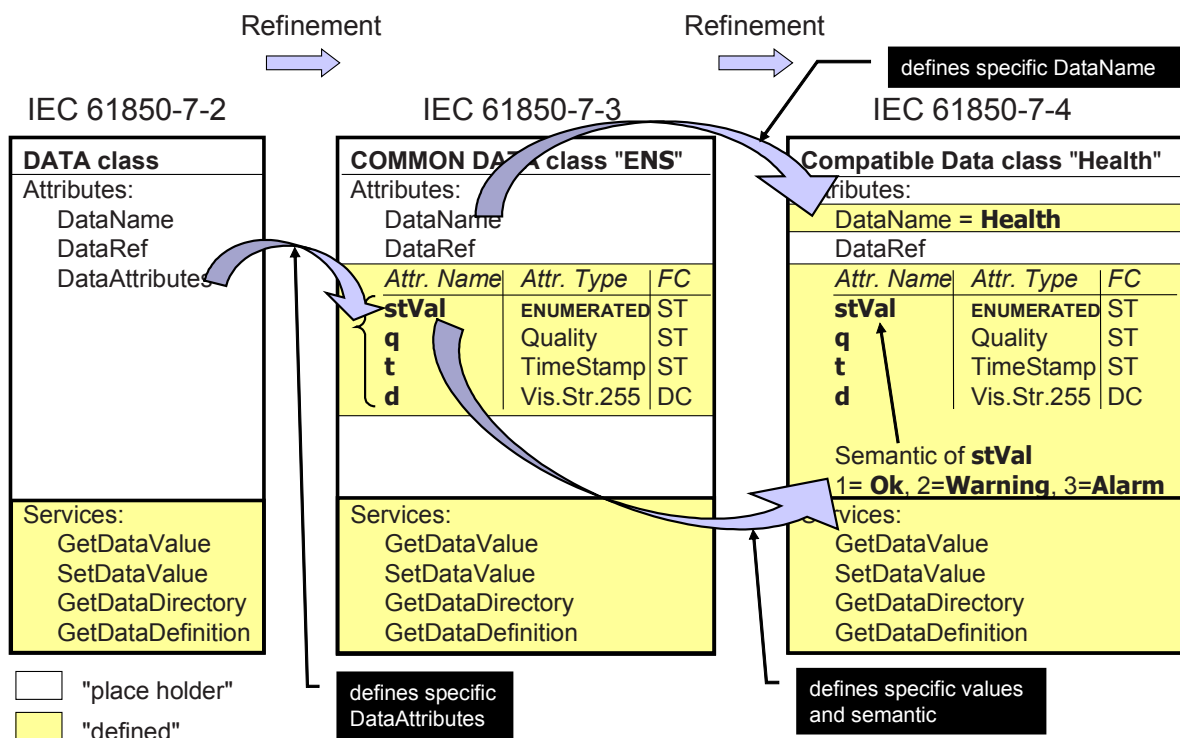 Refinement
Refinement
defines specific DataName
IEC 61850-7-2
IEC 61850-7-3
IEC 61850-7-4
DATA class
Attributes:
DataName
DataRef
DataAttributes
Services:
GetDataValue
SetDataValue
GetDataDirectory
GetDataDefinition
COMMON DATA class "ENS"
Attributes:
DataName
DataRef
Attr. Name Attr. Type FC
stVal ENUMERATED ST
q Quality ST
t TimeStamp ST
d Vis.Str.255 DC
Services:
GetDataValue
SetDataValue
GetDataDirectory
GetDataDefinition
Compatible Data class "Health"
Attributes:
DataName = Health
DataRef
Attr. Name Attr. Type FC
stVal ENUMERATED ST
q Quality ST
t TimeStamp ST
d Vis.Str.255 DC
Semantic of stVal
1= Ok, 2=Warning, 3=Alarm
Services:
GetDataValue
SetDataValue
GetDataDirectory
GetDataDefinition
"place holder"
"defined"
defines specific
DataAttributes
defines specific values
and semantic